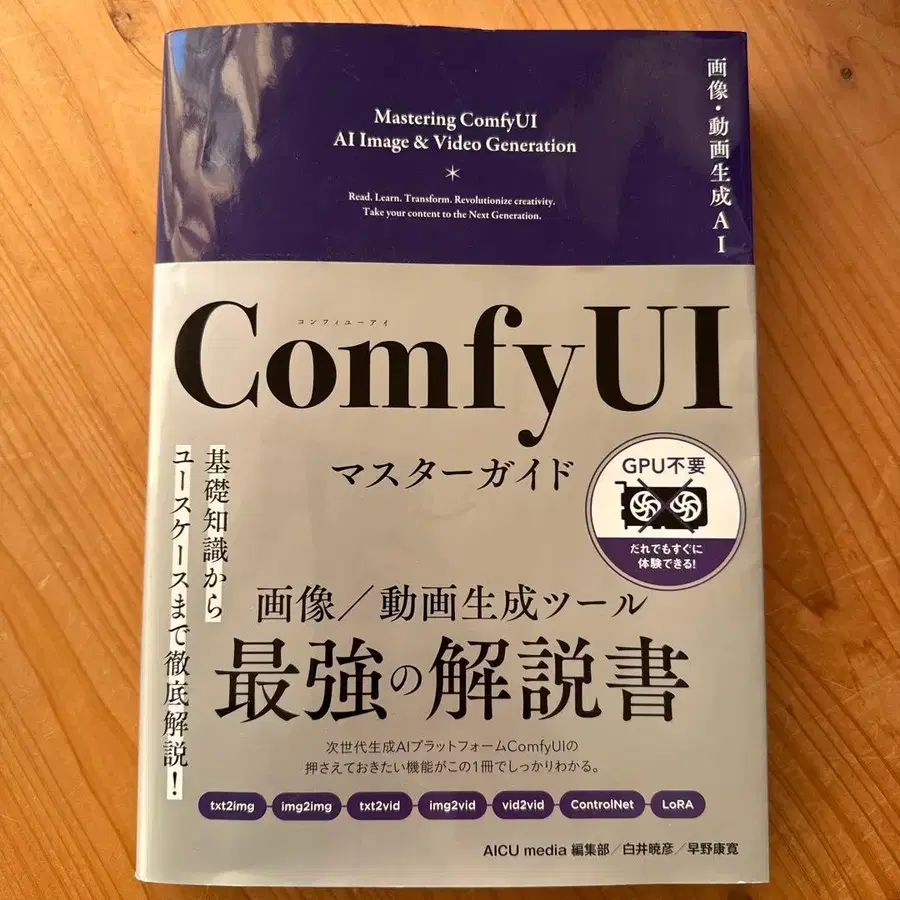 画像・動画生成AI
Mastering ComfyUI
AI Image & Video Generation
*
Read. Learn. Transform. Revolutionize creativity.
Take your content to the Next Generation.
コンフィユーアイ
ComfyUI
マスターガイド
GPU不要
だれでもすぐに
体験できる!
基礎知識から
ユースケースまで徹底解説!
画像/動画生成ツール
最強の解説書
次世代生成AIプラットフォームComfyUIの
押さえておきたい機能がこの1冊でしっかりわかる。
txt2img img2img txt2vid img2vid vid2vid ControlNet LoRA
AICU media 編集部/白井暁彦/早野康寛